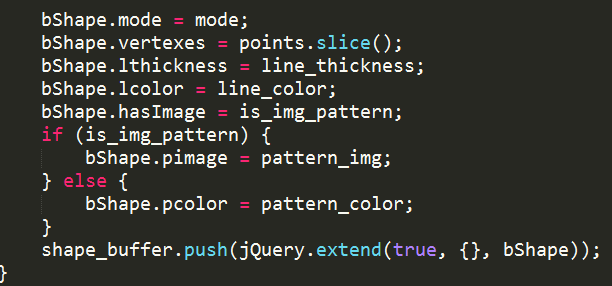 bShape.mode = mode;
bShape.vertexes = points.slice();
bShape.lthickness = line_thickness;
bShape.lcolor = line_color;
bShape.hasImage = is_img_pattern;
if (is_img_pattern) {
bShape.pimage = pattern_img;
} else {
bShape.pcolor = pattern_color;
}
shape_buffer.push(jQuery.extend(true, {}, bShape));
}